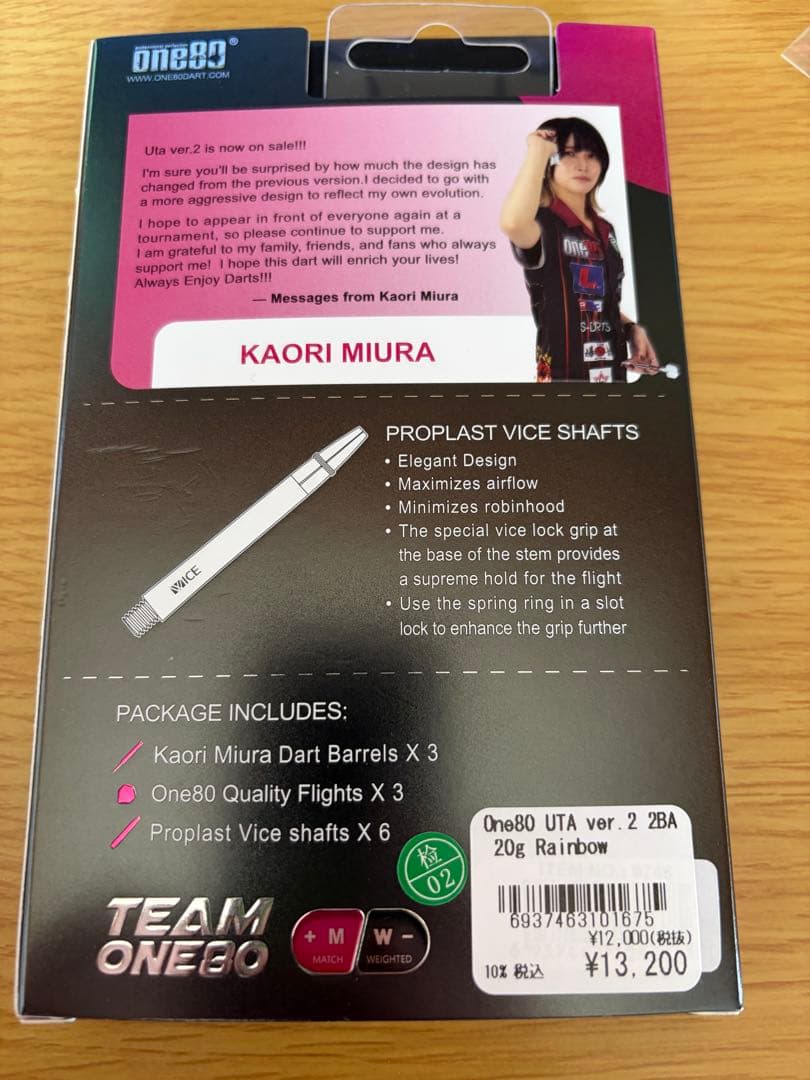 professional perfection
one80®
WWW.ONE80DART.COM
Uta ver.2 is now on sale!!!
I'm sure you'll be surprised by how much the design has
changed from the previous version.I decided to go with
a more aggressive design to reflect my own evolution.
I hope to appear in front of everyone again at a
tournament, so please continue to support me.
I am grateful to my family, friends, and fans who always
support me! I hope this dart will enrich your lives!
Always Enjoy Darts!!!
— Messages from Kaori Miura
one80
L
S-DARTS
KAORI MIURA
PROPLAST VICE SHAFTS
• Elegant Design
• Maximizes airflow
• Minimizes robinhood
• The special vice lock grip at
the base of the stem provides
a supreme hold for the flight
• Use the spring ring in a slot
lock to enhance the grip further
VICE
PACKAGE INCLUDES:
Kaori Miura Dart Barrels X 3
One80 Quality Flights X 3
Proplast Vice shafts X 6
检
02
TEAM
ONE80
+ M
MATCH
W -
WEIGHTED
One80 UTA ver.2 2BA
20g Rainbow
6937463101675
¥12,000(税抜)
10% 税込 ¥13,200